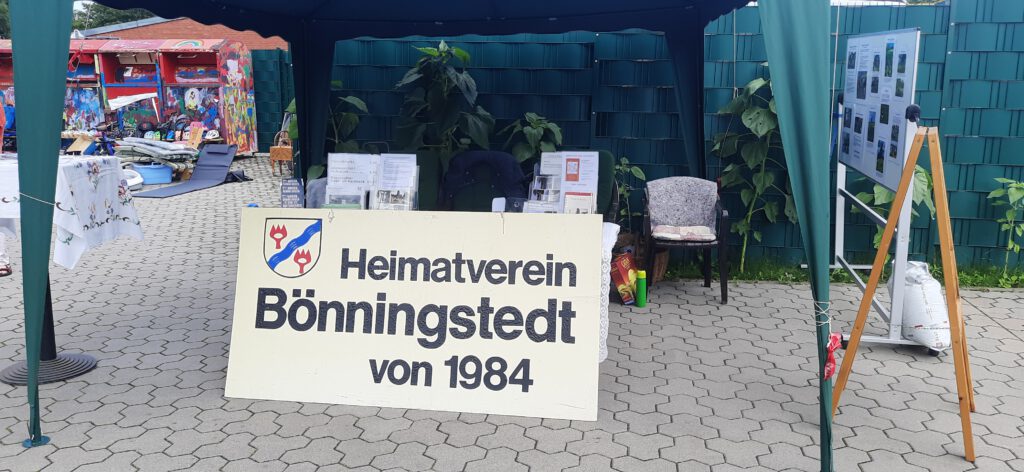 Heimatverein
Bönningstedt
von 1984